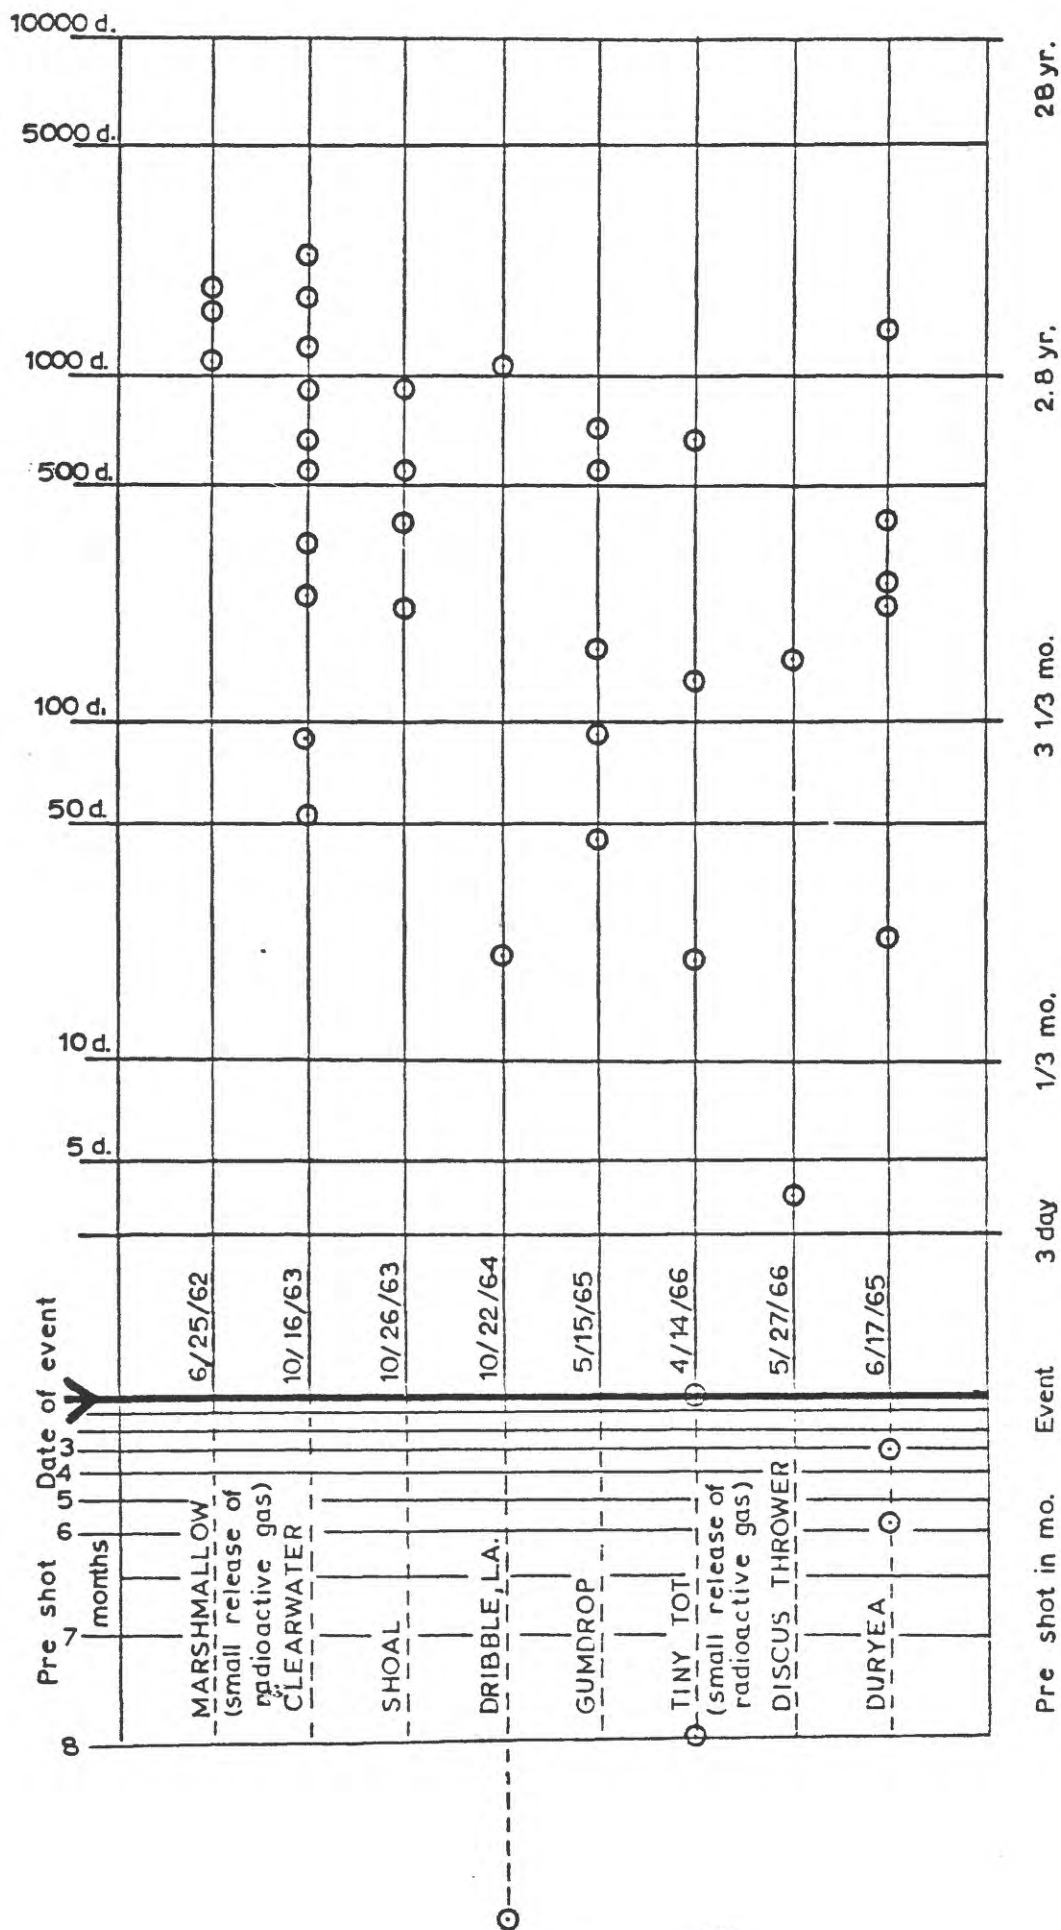 10000 d.
5000 d.
1000 d.
500 d.
100 d.
50 d.
10 d.
5 d.
Date of event
Pre shot
months
3
4
5
6
7
8
MARSHMALLOW
(small release of
radioactive gas)
6/25/62
CLEARWATER
10/16/63
SHOAL
10/26/63
DRIBBLE, LA.
10/22/64
GUMDROP
5/15/65
TINY TOT
(small release of
radioactive gas)
4/14/66
DISCUS THROWER
5/27/66
DURYEA
6/17/65
Pre shot in mo.
Event
3 day
1/3 mo.
3 1/3 mo.
2.8 yr.
28 yr.